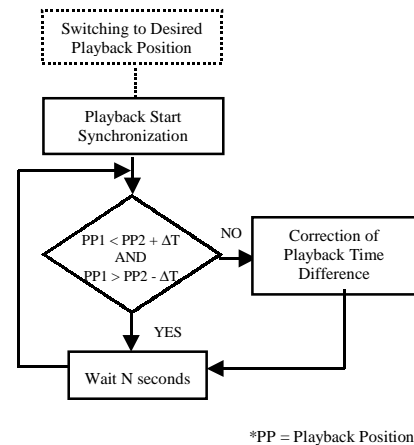 Switching to Desired
Playback Position
Playback Start
Synchronization
PP1 < PP2 + ΔT
AND
PP1 > PP2 - ΔT
NO
Correction of
Playback Time
Difference
YES
Wait N seconds
*PP = Playback Position